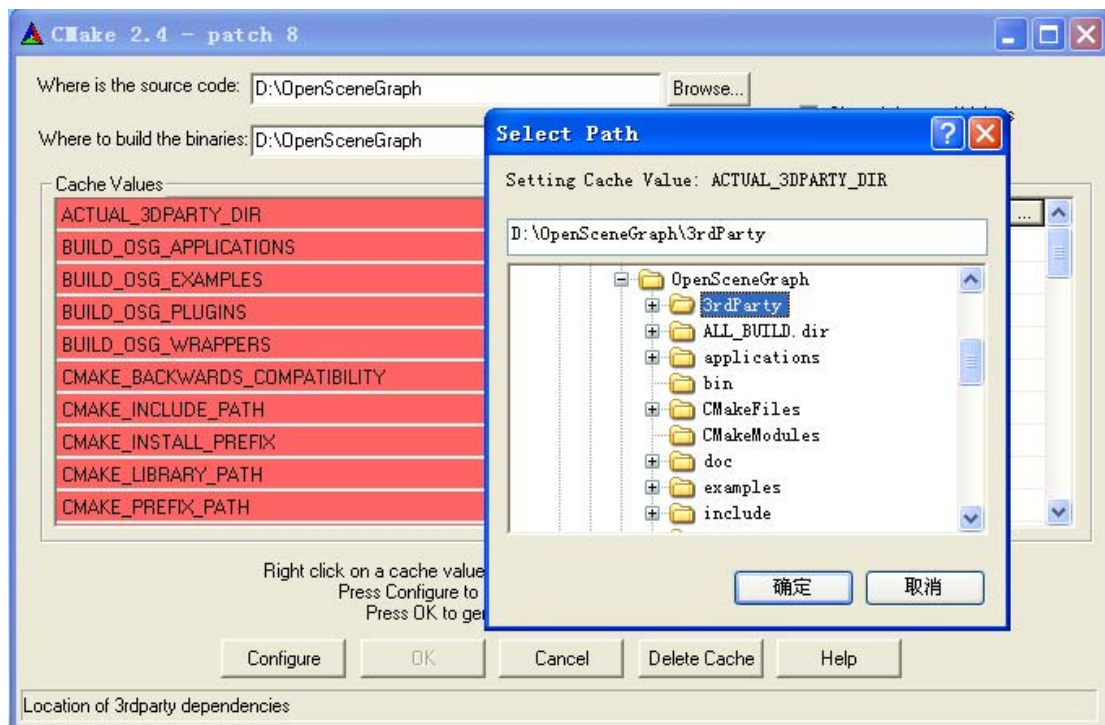 CMake 2.4 - patch 8
Where is the source code: D:\OpenSceneGraph Browse...
Where to build the binaries: D:\OpenSceneGraph
Select Path
Setting Cache Value: ACTUAL_3DPARTY_DIR
D:\OpenSceneGraph\3rdParty
OpenSceneGraph
3rdParty
ALL_BUILD.dir
applications
bin
CMakeFiles
CMakeModules
doc
examples
include
确定 取消
Cache Values
ACTUAL_3DPARTY_DIR ...
BUILD_OSG_APPLICATIONS
BUILD_OSG_EXAMPLES
BUILD_OSG_PLUGINS
BUILD_OSG_WRAPPERS
CMAKE_BACKWARDS_COMPATIBILITY
CMAKE_INCLUDE_PATH
CMAKE_INSTALL_PREFIX
CMAKE_LIBRARY_PATH
CMAKE_PREFIX_PATH
Right click on a cache value
Press Configure to
Press OK to ge
Configure OK Cancel Delete Cache Help
Location of 3rdparty dependencies